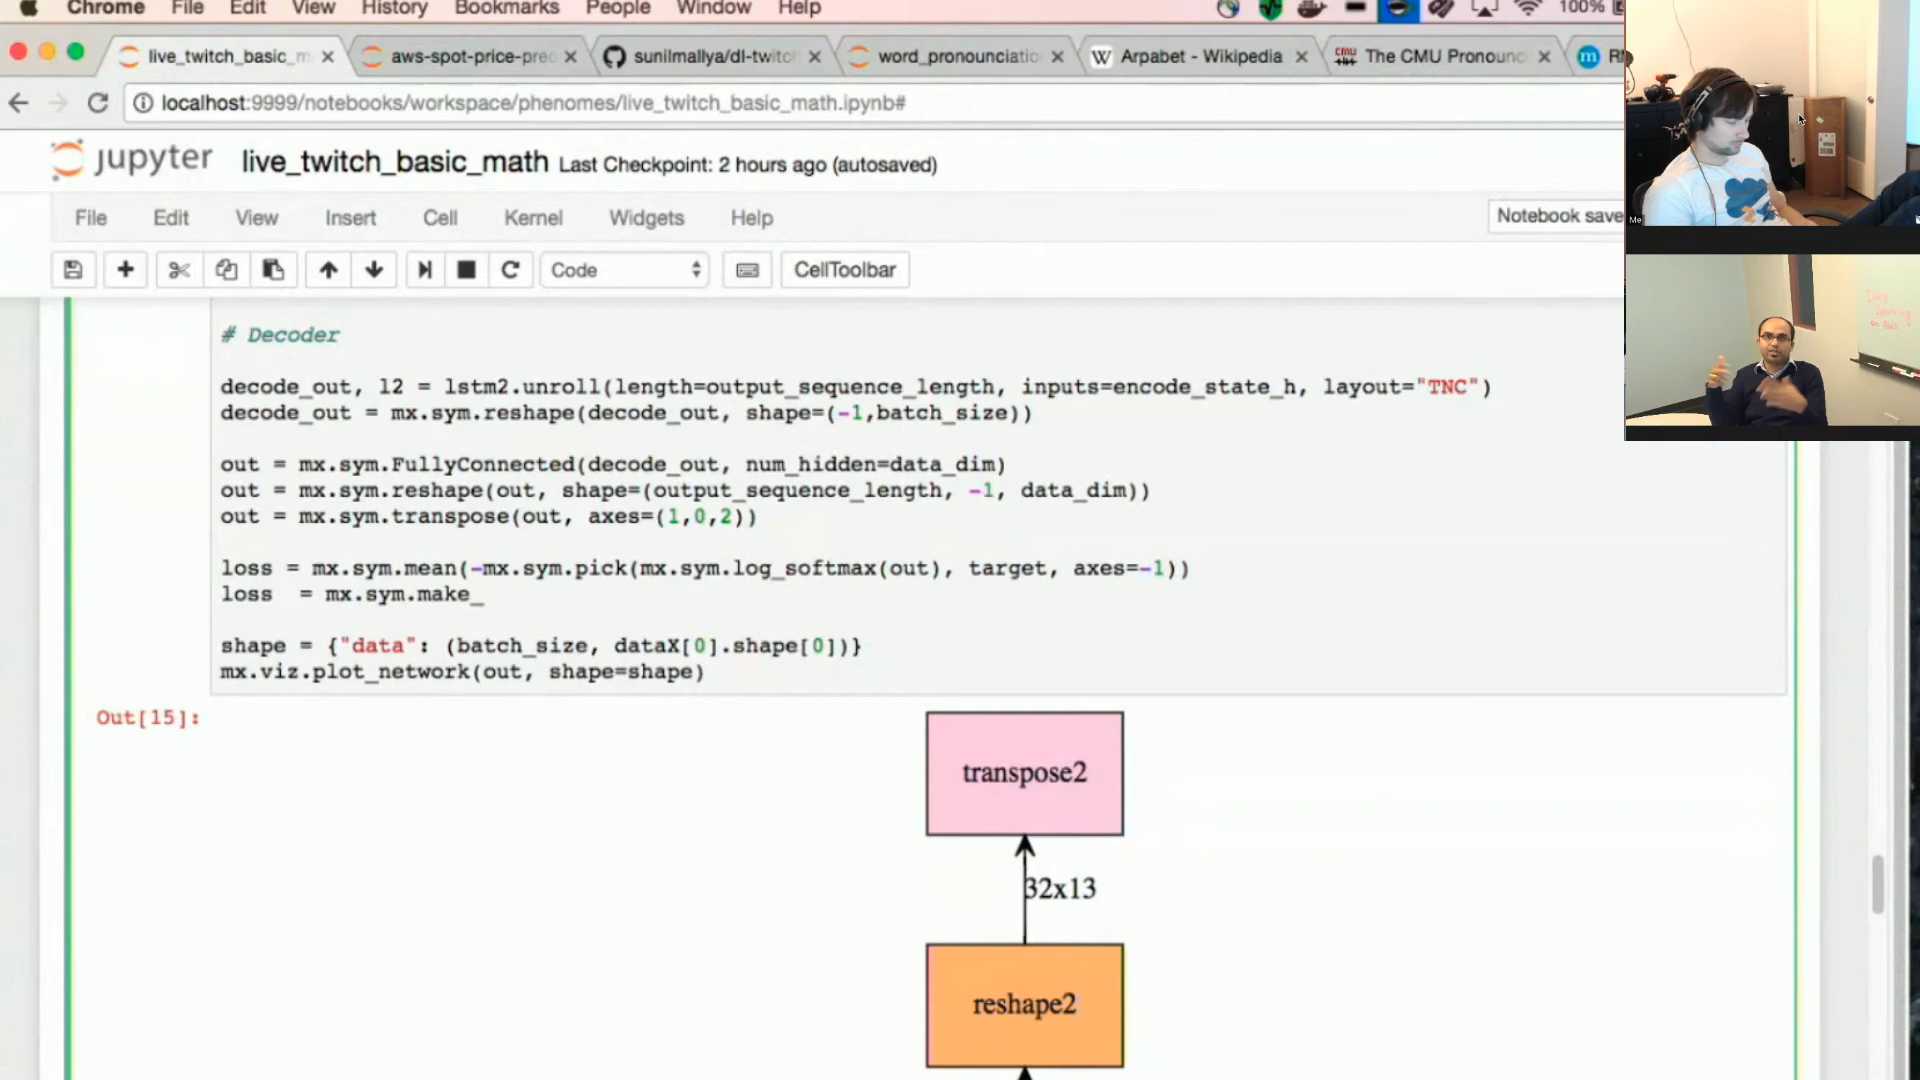 Chrome File Edit View History Bookmarks People Window Help 100%
live_twitch_basic_m aws-spot-price-pred sunilmallya/dl-twitch word_pronounciatio Arpabet - Wikipedia The CMU Pronounc
localhost:9999/notebooks/workspace/phenomes/live_twitch_basic_math.ipynb#
jupyter live_twitch_basic_math Last Checkpoint: 2 hours ago (autosaved)
File Edit View Insert Cell Kernel Widgets Help Notebook save
Code CellToolbar
# Decoder
decode_out, l2 = lstm2.unroll(length=output_sequence_length, inputs=encode_state_h, layout="TNC")
decode_out = mx.sym.reshape(decode_out, shape=(-1,batch_size))
out = mx.sym.FullyConnected(decode_out, num_hidden=data_dim)
out = mx.sym.reshape(out, shape=(output_sequence_length, -1, data_dim))
out = mx.sym.transpose(out, axes=(1,0,2))
loss = mx.sym.mean(-mx.sym.pick(mx.sym.log_softmax(out), target, axes=-1))
loss  = mx.sym.make_
shape = {"data": (batch_size, dataX[0].shape[0])}
mx.viz.plot_network(out, shape=shape)
Out[15]:
transpose2
32x13
reshape2
Me